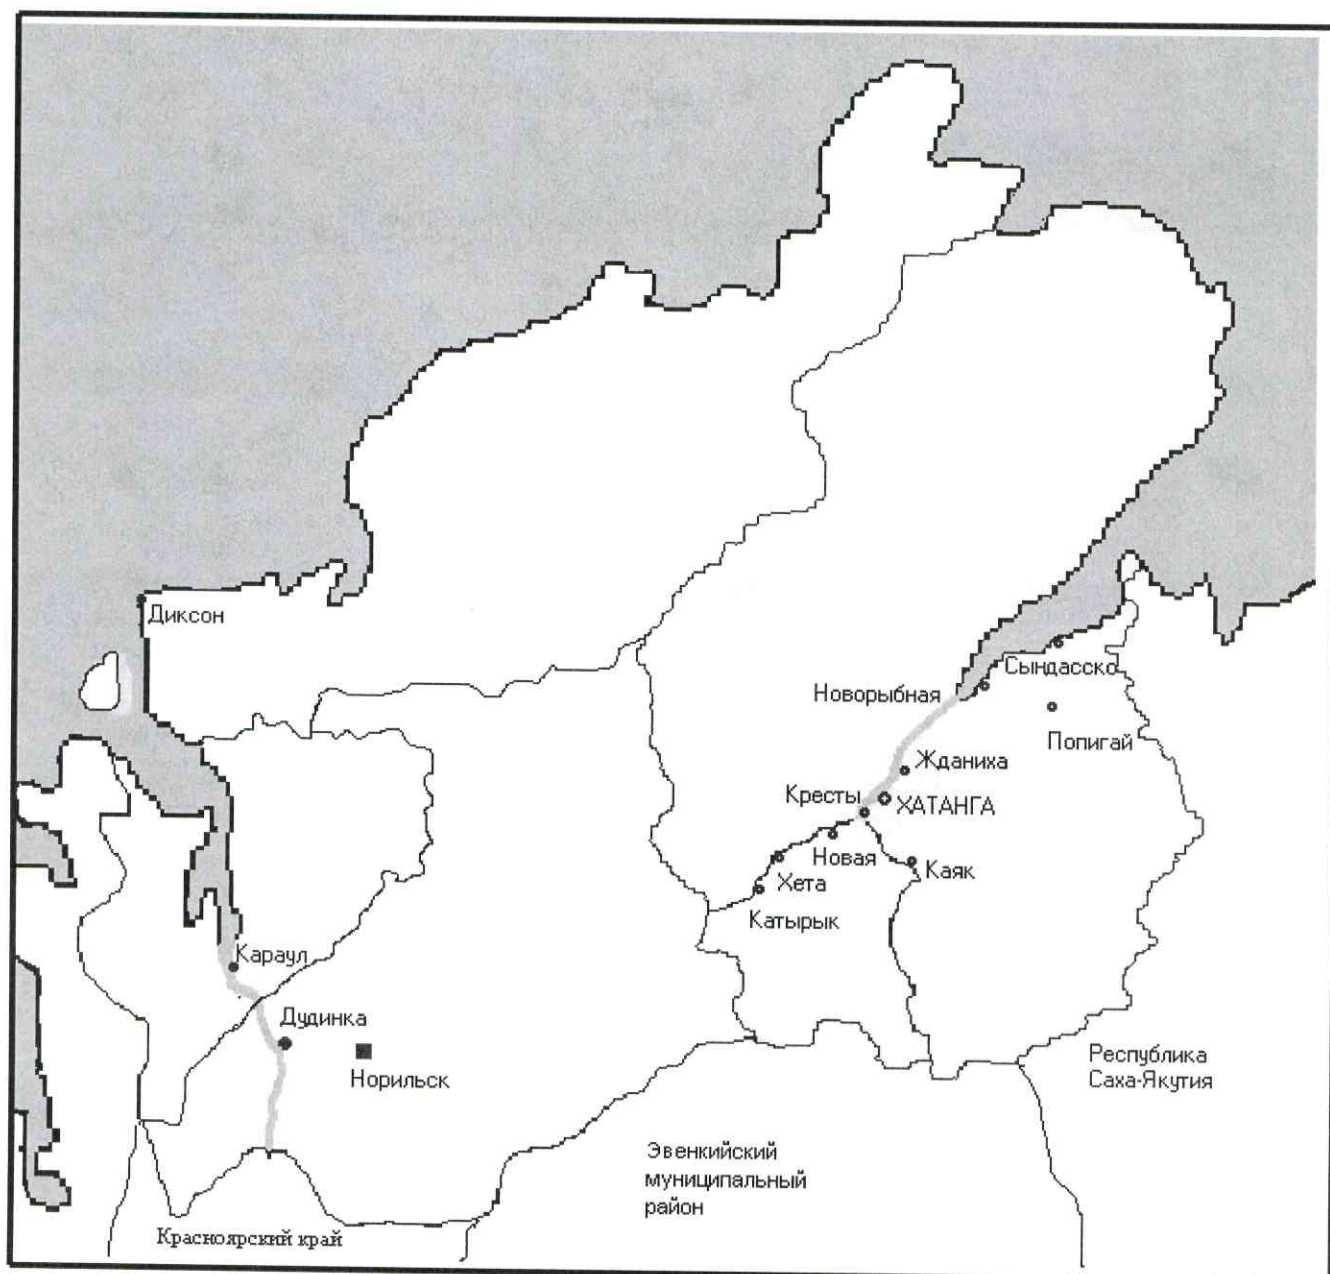 Диксон
Сындасско
Новорыбная
Попигай
Жданиха
Кресты
ХАТАНГА
Новая
Каяк
Хета
Катырык
Караул
Дудинка
Норильск
Республика
Саха-Якутия
Эвенкийский
муниципальный
район
Красноярский край